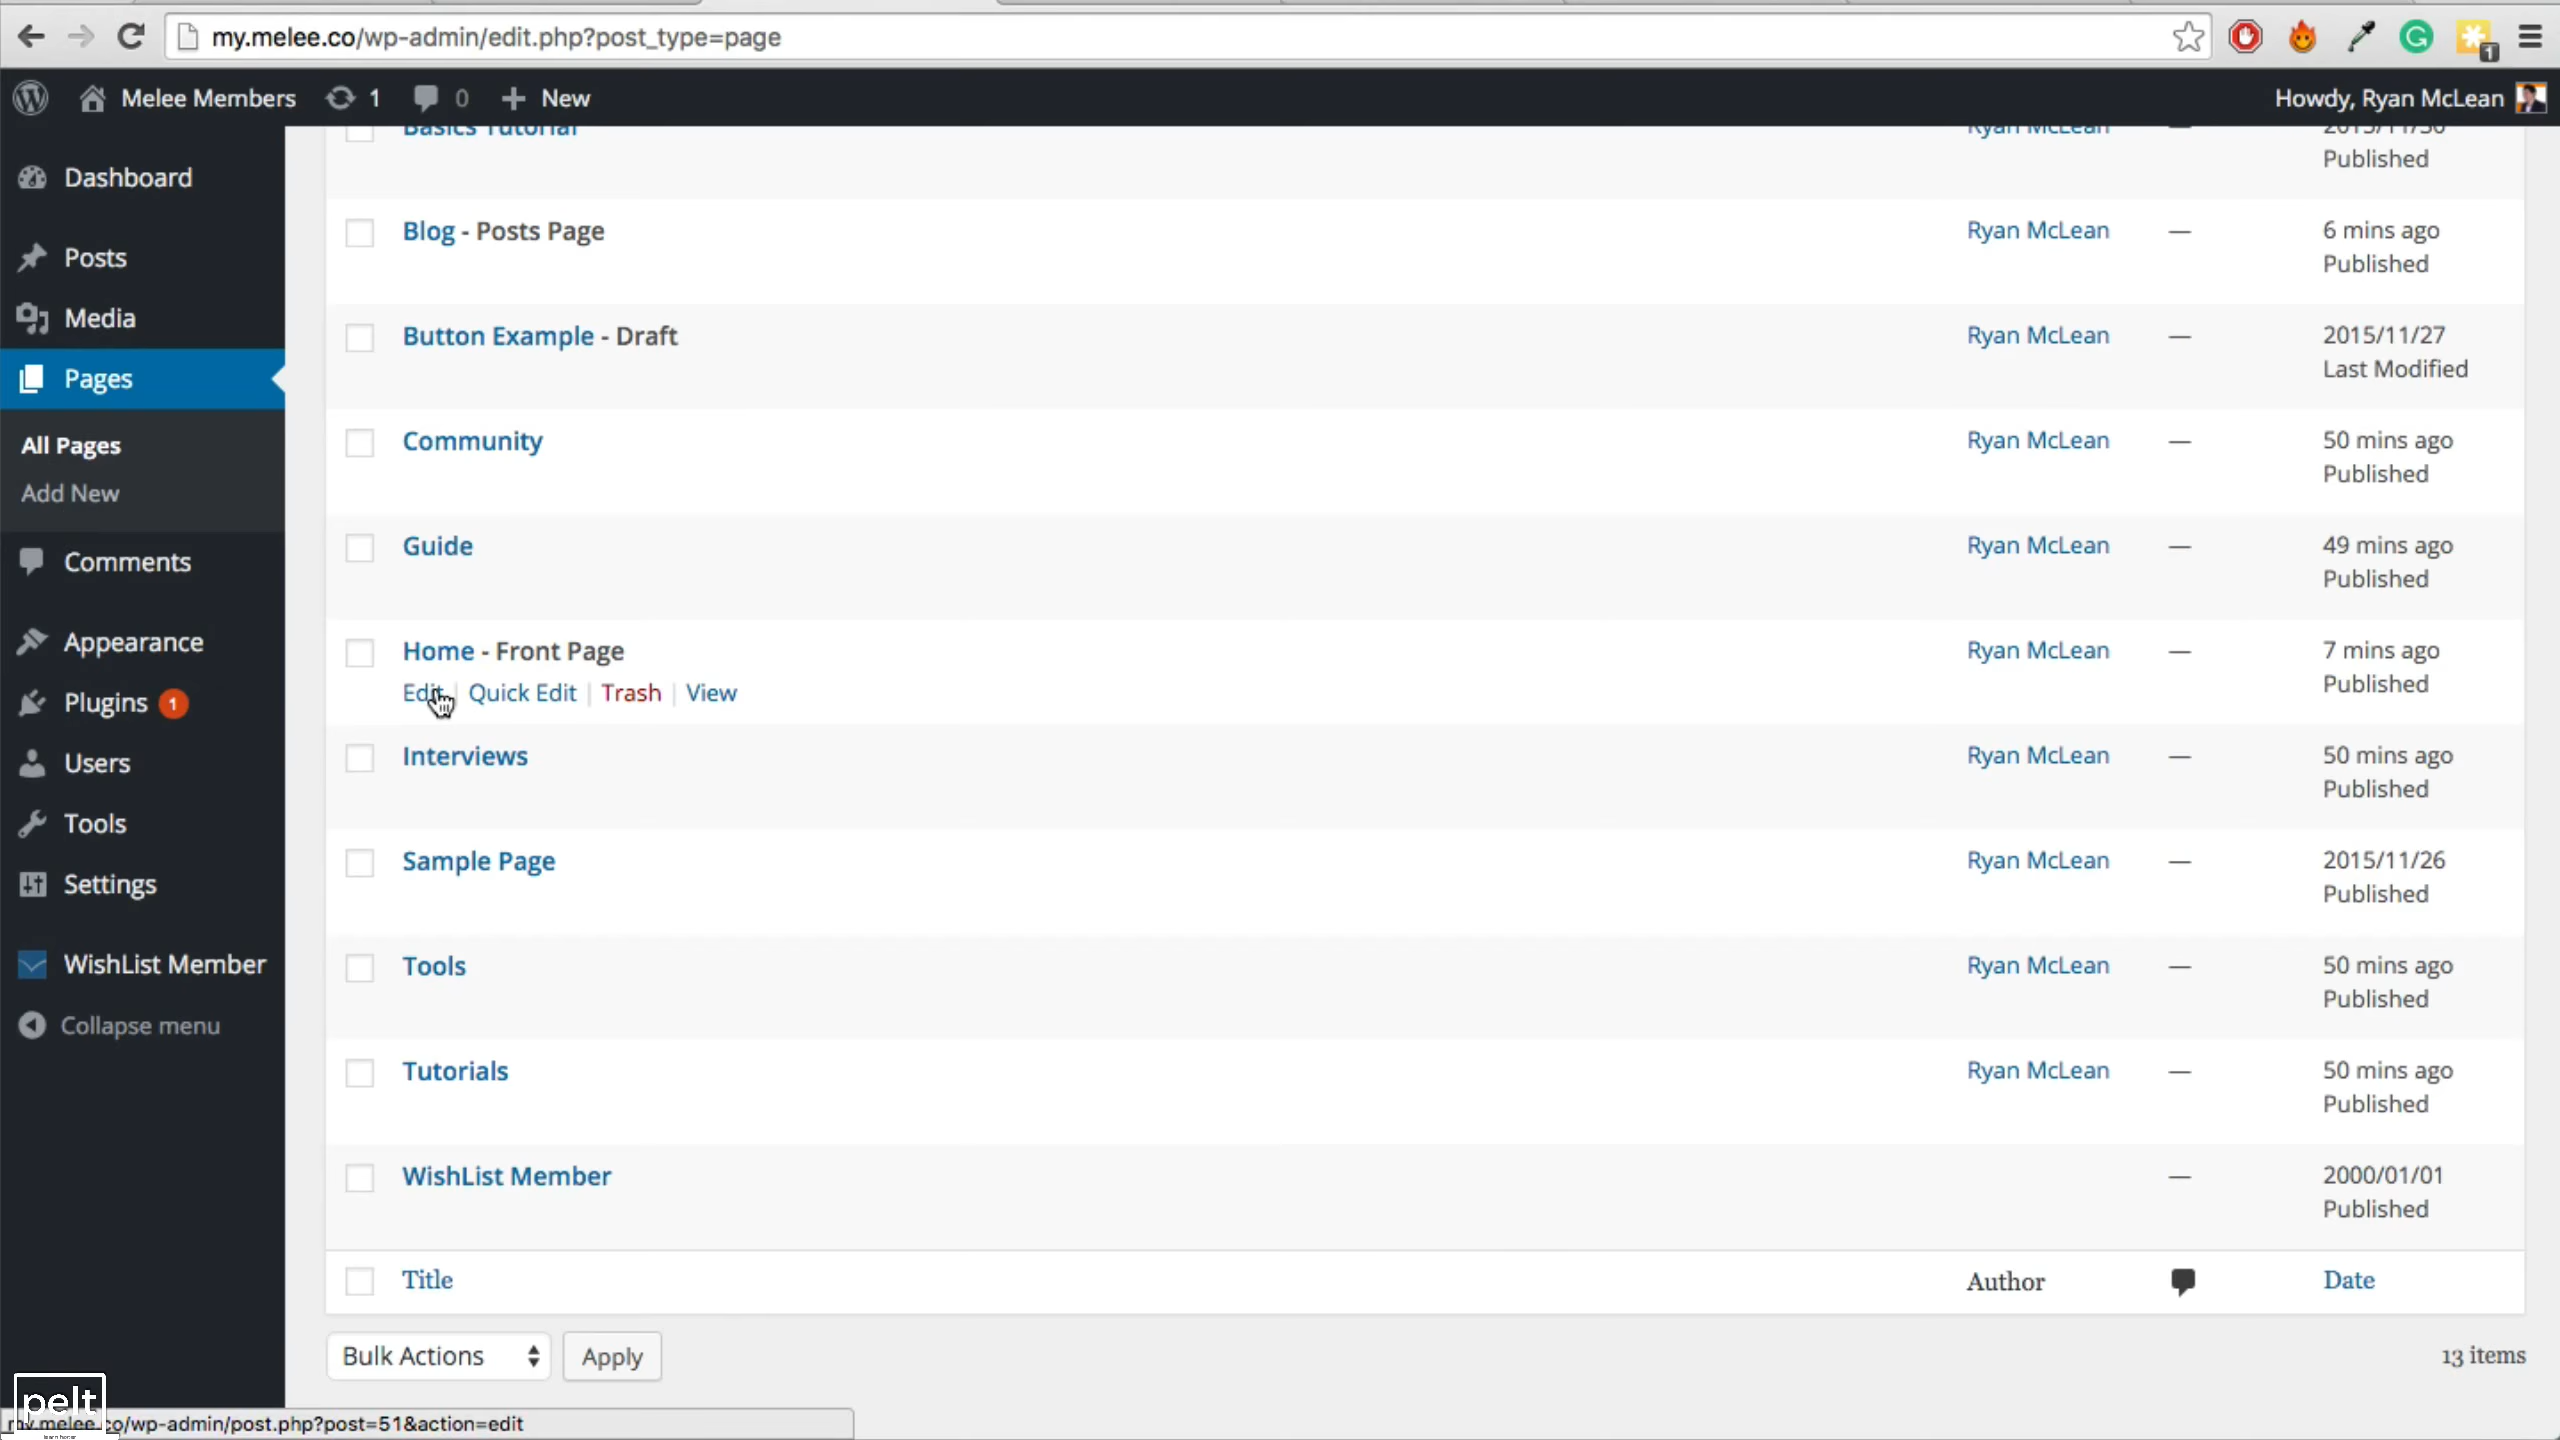 my.melee.co/wp-admin/edit.php?post_type=page
1
Melee Members
1
0
New
Howdy, Ryan McLean
Dashboard
Posts
Media
Pages
All Pages
Add New
Comments
Appearance
Plugins 1
Users
Tools
Settings
WishList Member
Collapse menu
Basics Tutorial
Ryan McLean
2015/11/30
Published
Blog - Posts Page
Ryan McLean
—
6 mins ago
Published
Button Example - Draft
Ryan McLean
—
2015/11/27
Last Modified
Community
Ryan McLean
—
50 mins ago
Published
Guide
Ryan McLean
—
49 mins ago
Published
Home - Front Page
Edit | Quick Edit | Trash | View
Ryan McLean
—
7 mins ago
Published
Interviews
Ryan McLean
—
50 mins ago
Published
Sample Page
Ryan McLean
—
2015/11/26
Published
Tools
Ryan McLean
—
50 mins ago
Published
Tutorials
Ryan McLean
—
50 mins ago
Published
WishList Member
—
2000/01/01
Published
Title
Author
Date
Bulk Actions
Apply
13 items
pelt
my.melee.co/wp-admin/post.php?post=51&action=edit